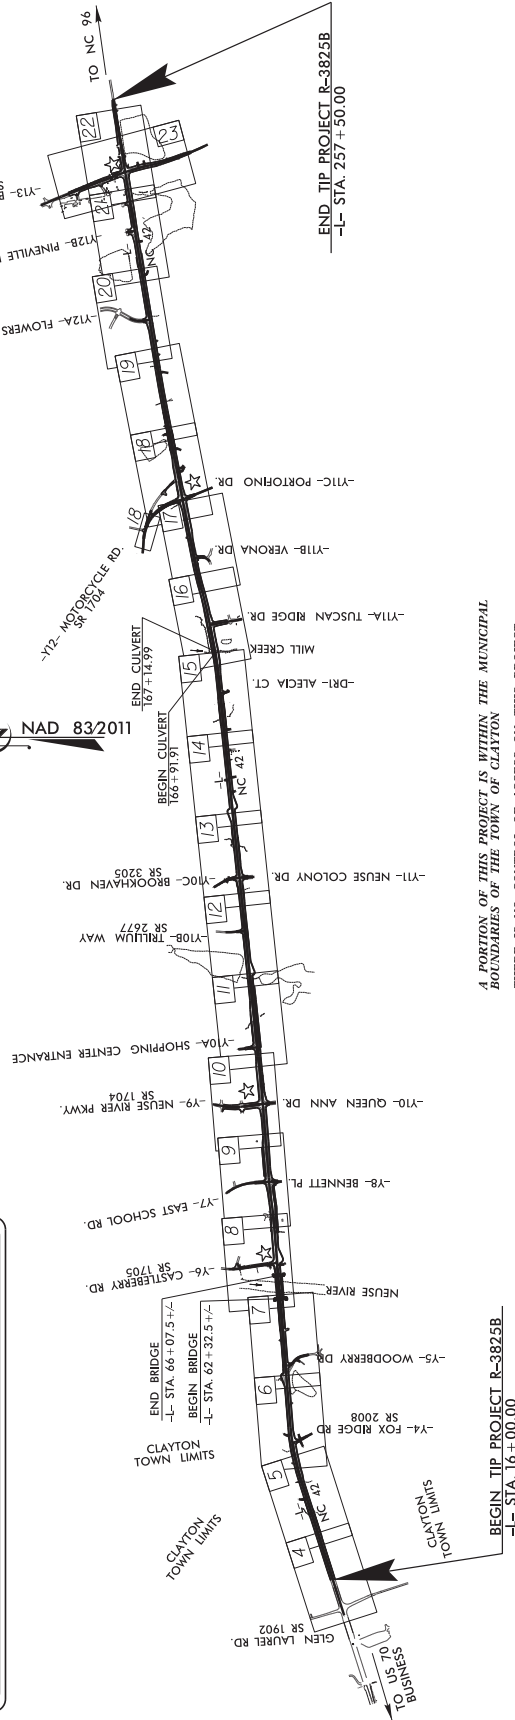 TO NC 96
END TIP PROJECT R-3825B
-L- STA. 257+50.00
22
23
-Y13-
21
-Y12B- PINEVILLE
-L-
NC 42
20
-Y12A- FLOWERS
19
18
-Y11C- PORTOFINO DR.
18
17
-Y12- MOTORCYCLE RD.
SR 1704
-Y11B- VERONA DR.
16
-Y11A- TUSCAN RIDGE DR.
MILL CREEK
END CULVERT
167+14.99
15
-DR1- ALECIA CT.
NAD 83/2011
BEGIN CULVERT
166+91.91
14
-L-
NC 42
13
-Y10C- BROOKHAVEN DR.
SR 3205
-Y11- NEUSE COLONY DR.
12
-Y10B- TRILLIUM WAY
SR 2677
11
-Y10A- SHOPPING CENTER ENTRANCE
10
-Y9- NEUSE RIVER PKWY.
SR 1704
-Y10- QUEEN ANN DR.
9
-Y8- BENNETT PL.
-Y7- EAST SCHOOL RD.
8
-Y6- CASTLEBERRY RD.
SR 1705
NEUSE RIVER
7
END BRIDGE
-L- STA. 66+07.5+/-
BEGIN BRIDGE
-L- STA. 62+32.5+/-
-Y5- WOODBERRY DR
6
-Y4- FOX RIDGE RD
SR 2008
CLAYTON
TOWN LIMITS
5
-L-
NC 42
CLAYTON
TOWN LIMITS
4
CLAYTON
TOWN LIMITS
BEGIN TIP PROJECT R-3825B
-L- STA. 16+00.00
GLEN LAUREL RD.
SR 1902
TO US 70
BUSINESS
A PORTION OF THIS PROJECT IS WITHIN THE MUNICIPAL
BOUNDARIES OF THE TOWN OF CLAYTON